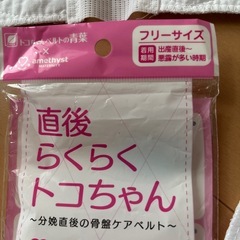 トコちゃんベルトの青葉
×
amethyst
フリーサイズ
着用期間
出産直後~
悪露が多い時期
直後
らくらく
トコちゃん
~分娩直後の骨盤ケアベルト~